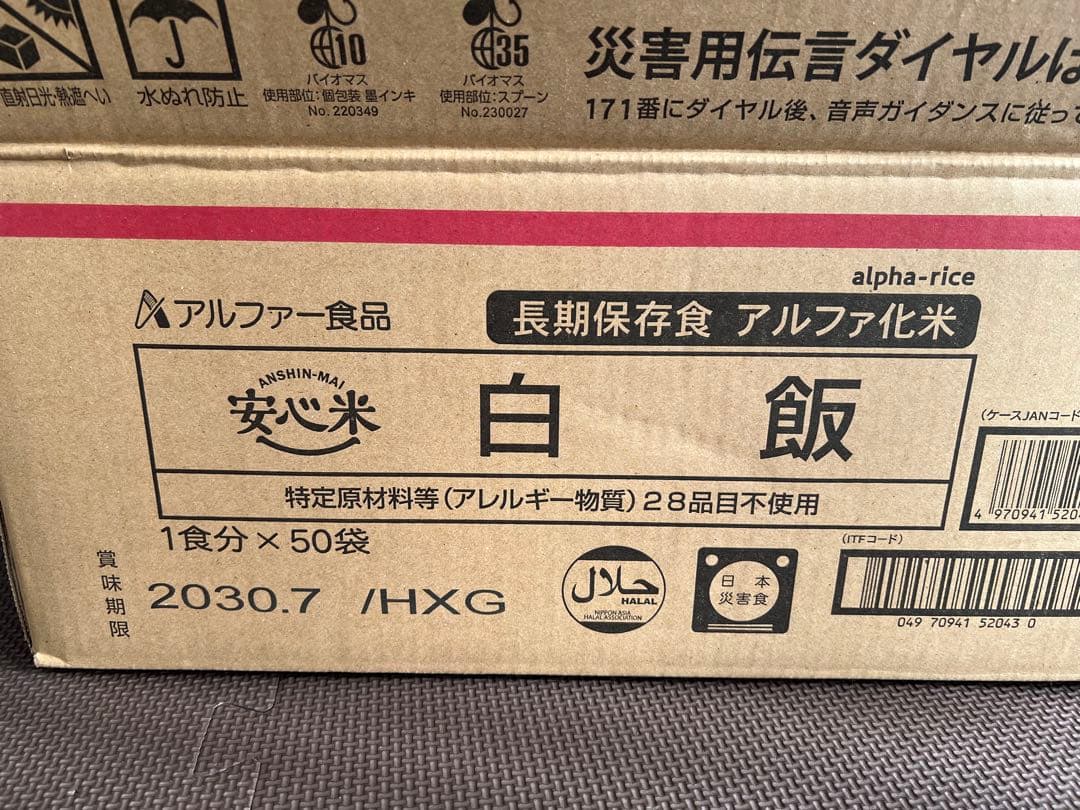 直射日光・熱遮へい
水ぬれ防止
10
バイオマス
使用部位:個包装 墨インキ
No. 220349
35
バイオマス
使用部位:スプーン
No.230027
災害用伝言ダイヤルは
171番にダイヤル後、音声ガイダンスに従って
alpha-rice
アルファー食品
長期保存食 アルファ化米
ANSHIN-MAI
安心米
白飯
特定原材料等(アレルギー物質)28品目不使用
1食分×50袋
賞味期限
2030.7 /HXG
حلال
HALAL
NIPPON ASIA
HALAL ASSOCIATION
日本
災害食
(ケースJANコード
4 970941 520
(ITFコード)
049 70941 52043 0